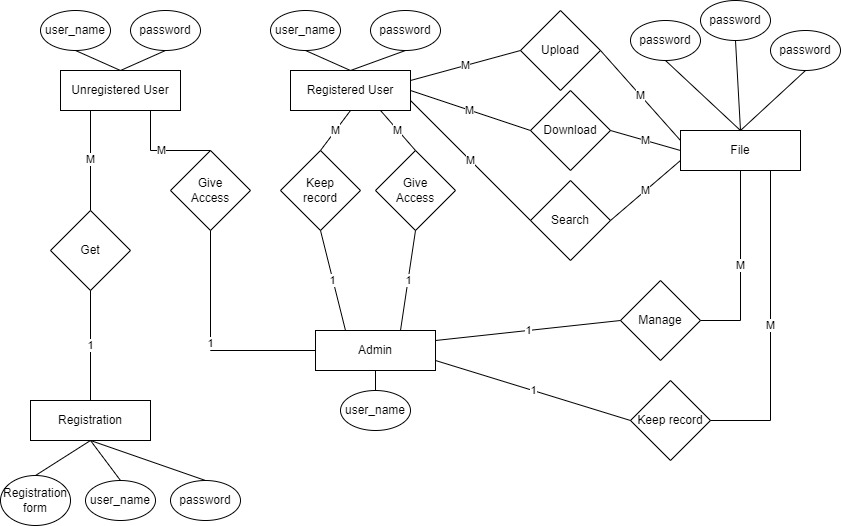 user_name
password
user_name
password
password
password
password
Unregistered User
Registered User
Upload
M
M
M
Download
M
M
File
M
Search
M
M
M
M
Give
Access
Keep
record
Give
Access
Get
M
1
1
1
Manage
M
1
M
1
Admin
1
user_name
1
Keep record
Registration
Registration
form
user_name
password